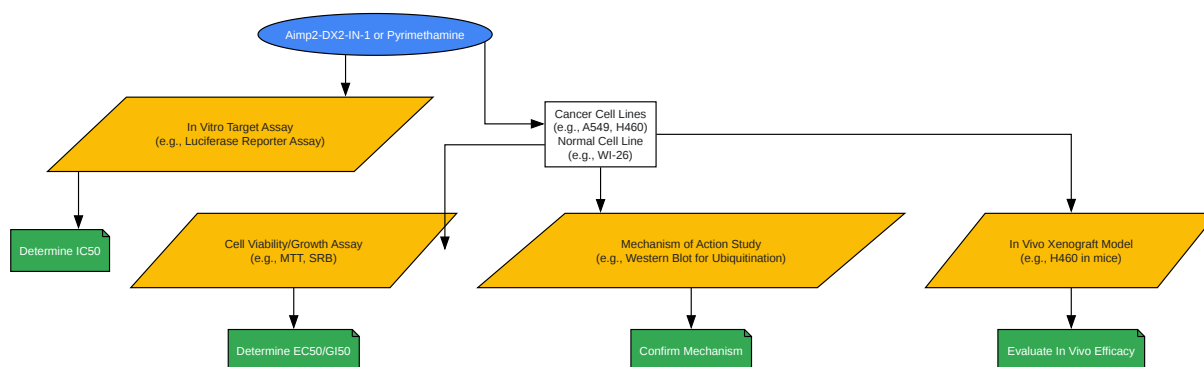 Aimp2-DX2-IN-1 or Pyrimethamine
Cancer Cell Lines
(e.g., A549, H460)
Normal Cell Line
(e.g., WI-26)
In Vitro Target Assay
(e.g., Luciferase Reporter Assay)
Determine IC50
Cell Viability/Growth Assay
(e.g., MTT, SRB)
Mechanism of Action Study
(e.g., Western Blot for Ubiquitination)
In Vivo Xenograft Model
(e.g., H460 in mice)
Determine EC50/GI50
Confirm Mechanism
Evaluate In Vivo Efficacy